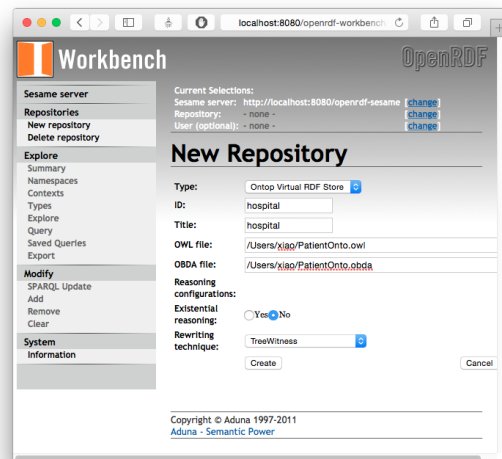 localhost:8080/openrdf-workbench
Workbench
OpenRDF
Sesame server
Repositories
New repository
Delete repository
Explore
Summary
Namespaces
Contexts
Types
Explore
Query
Saved Queries
Export
Modify
SPARQL Update
Add
Remove
Clear
System
Information
Current Selections:
Sesame server: http://localhost:8080/openrdf-sesame [change]
Repository: - none - [change]
User (optional): - none - [change]
New Repository
Type: Ontop Virtual RDF Store
ID: hospital
Title: hospital
OWL file: /Users/xiao/PatientOnto.owl
OBDA file: /Users/xiao/PatientOnto.obda
Reasoning
configurations:
Existential
reasoning: Yes No
Rewriting
technique: TreeWitness
Create Cancel
Copyright © Aduna 1997-2011
Aduna - Semantic Power